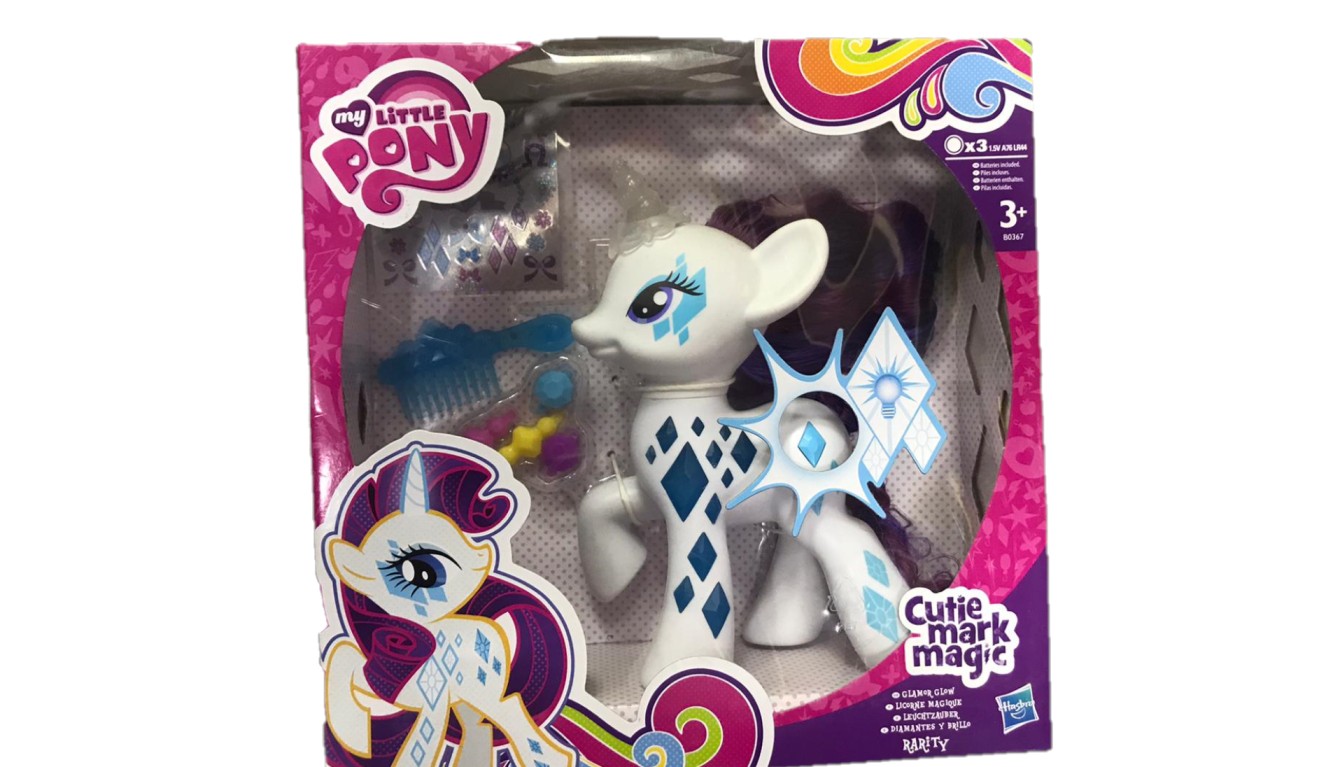 my LiTTLE
PONY
x3 1.5V A76 LR44
Batteries included.
Piles incluses.
Batterien enthalten.
Pilas incluidas.
3+
B0367
Cutie
mark
magic
GLAMOR GLOW
LICORNE MAGIQUE
LEUCHTZAUBER
DIAMANTES Y BRILLO
RARiTY
Hasbro